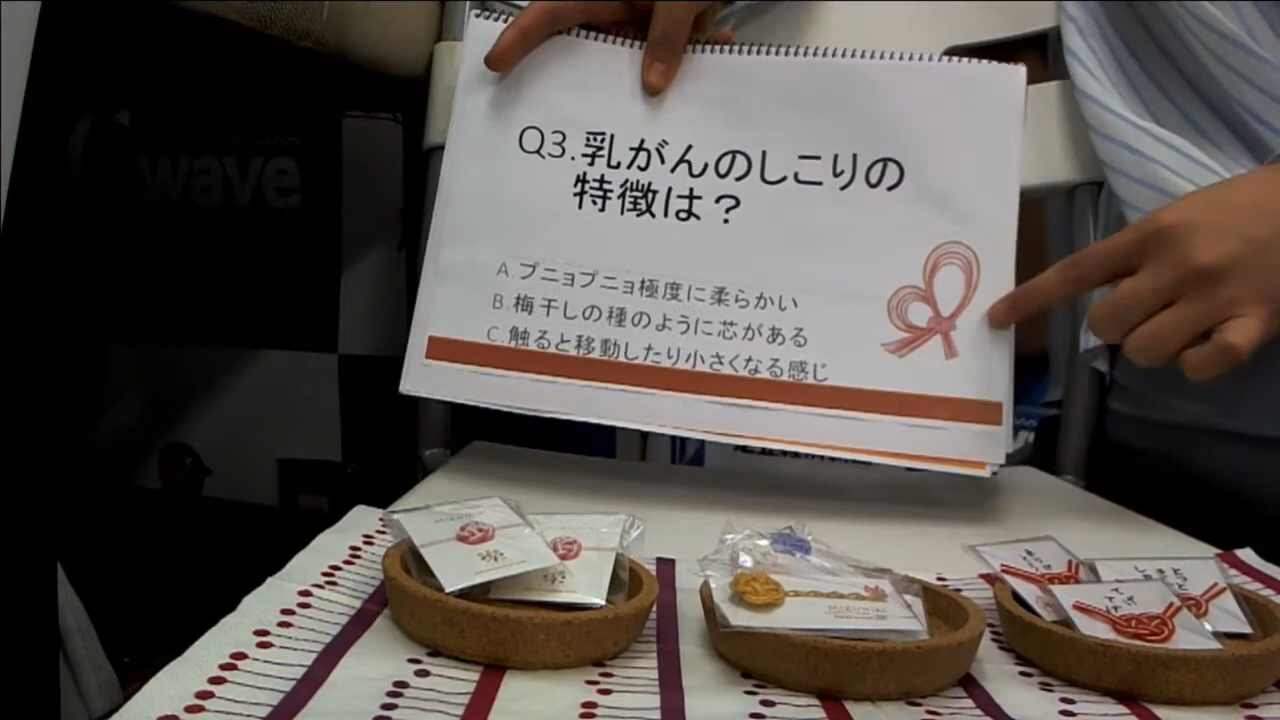 wave
Q3.乳がんのしこりの
特徴は？
A.プニョプニョ極度に柔らかい
B.梅干しの種のように芯がある
C.触ると移動したり小さくなる感じ